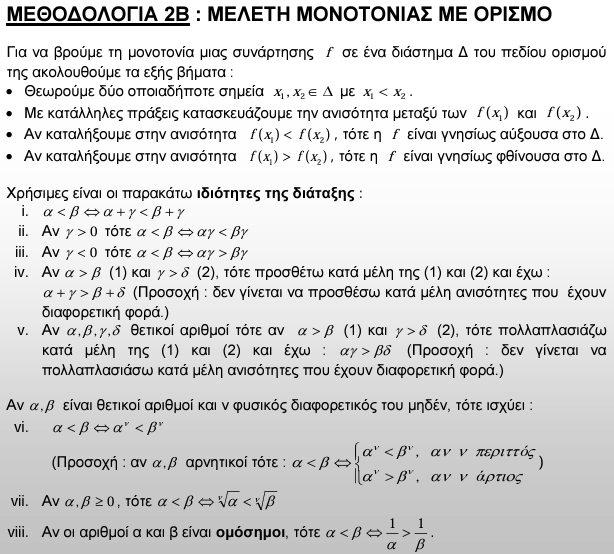 ΜΕΘΟΔΟΛΟΓΙΑ 2Β : ΜΕΛΕΤΗ ΜΟΝΟΤΟΝΙΑΣ ΜΕ ΟΡΙΣΜΟ
Για να βρούμε τη μονοτονία μιας συνάρτησης f σε ένα διάστημα Δ του πεδίου ορισμού
της ακολουθούμε τα εξής βήματα :
• Θεωρούμε δύο οποιαδήποτε σημεία x₁, x₂ ∈ Δ με x₁ < x₂ .
• Με κατάλληλες πράξεις κατασκευάζουμε την ανισότητα μεταξύ των f(x₁) και f(x₂) .
• Αν καταλήξουμε στην ανισότητα f(x₁) < f(x₂) , τότε η f είναι γνησίως αύξουσα στο Δ.
• Αν καταλήξουμε στην ανισότητα f(x₁) > f(x₂) , τότε η f είναι γνησίως φθίνουσα στο Δ.
Χρήσιμες είναι οι παρακάτω ιδιότητες της διάταξης :
i. α < β ⇔ α + γ < β + γ
ii. Αν γ > 0 τότε α < β ⇔ αγ < βγ
iii. Αν γ < 0 τότε α < β ⇔ αγ > βγ
iv. Αν α > β (1) και γ > δ (2), τότε προσθέτω κατά μέλη της (1) και (2) και έχω :
α + γ > β + δ (Προσοχή : δεν γίνεται να προσθέσω κατά μέλη ανισότητες που έχουν
διαφορετική φορά.)
v. Αν α, β, γ, δ θετικοί αριθμοί τότε αν α > β (1) και γ > δ (2), τότε πολλαπλασιάζω
κατά μέλη της (1) και (2) και έχω : αγ > βδ (Προσοχή : δεν γίνεται να
πολλαπλασιάσω κατά μέλη ανισότητες που έχουν διαφορετική φορά.)
Αν α, β είναι θετικοί αριθμοί και ν φυσικός διαφορετικός του μηδέν, τότε ισχύει :
vi. α < β ⇔ α^ν < β^ν
(Προσοχή : αν α, β αρνητικοί τότε : α < β ⇔ { α^ν < β^ν , αν ν περιττός
α^ν > β^ν , αν ν άρτιος )
vii. Αν α, β ≥ 0 , τότε α < β ⇔ ᵛ√α < ᵛ√β
viii. Αν οι αριθμοί α και β είναι ομόσημοι, τότε α < β ⇔ 1/α > 1/β .